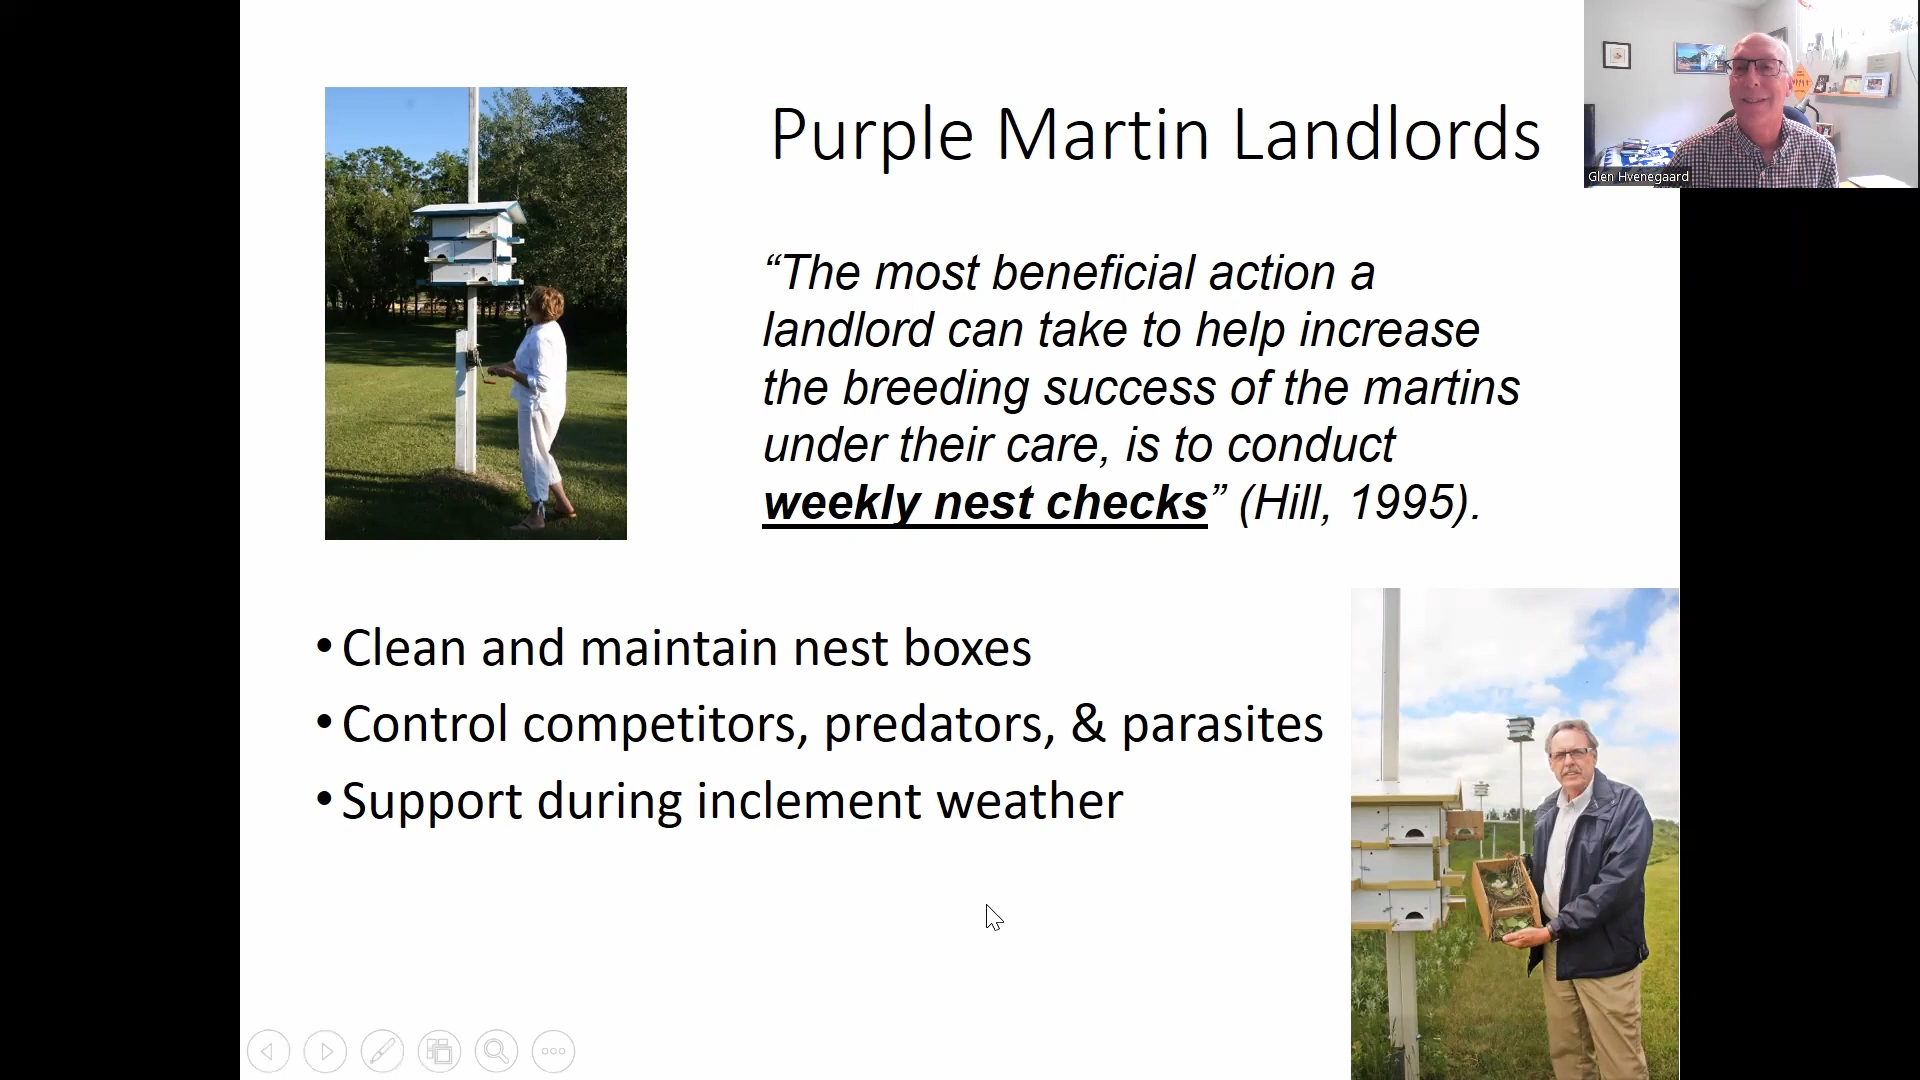 Purple Martin Landlords
Glen Hvenegaard
“The most beneficial action a
landlord can take to help increase
the breeding success of the martins
under their care, is to conduct
weekly nest checks” (Hill, 1995).
• Clean and maintain nest boxes
• Control competitors, predators, & parasites
• Support during inclement weather